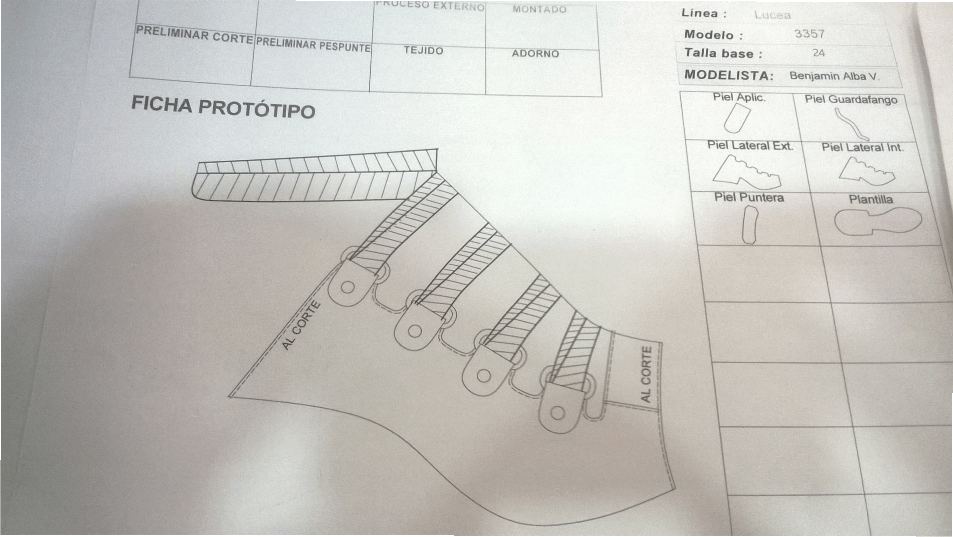 PROCESO EXTERNO
MONTADO
PRELIMINAR CORTE
PRELIMINAR PESPUNTE
TEJIDO
ADORNO
Línea : Lucea
Modelo : 3357
Talla base : 24
MODELISTA: Benjamin Alba V.
FICHA PROTÓTIPO
Piel Aplic.
Piel Guardafango
Piel Lateral Ext.
Piel Lateral Int.
Piel Puntera
Plantilla
AL CORTE
AL CORTE